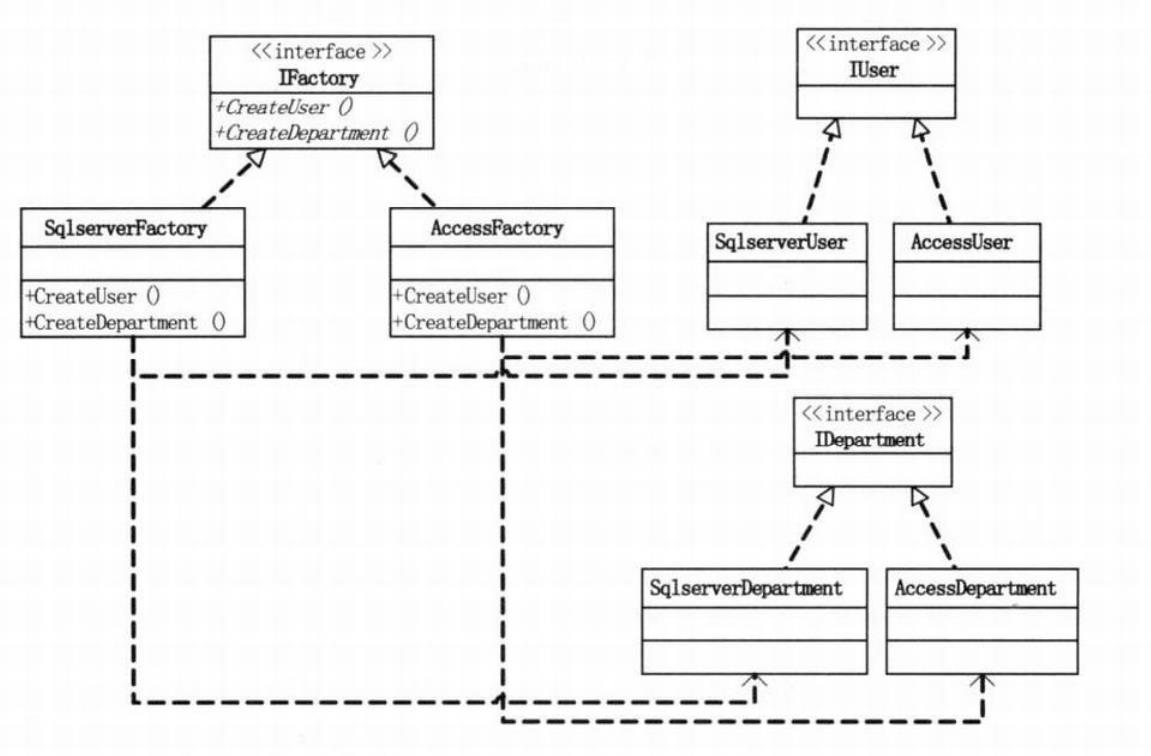 <<interface >>
IFactory
+CreateUser ()
+CreateDepartment ()
SqlserverFactory
+CreateUser ()
+CreateDepartment ()
AccessFactory
+CreateUser ()
+CreateDepartment ()
<<interface >>
IUser
SqlserverUser
AccessUser
<<interface >>
IDepartment
SqlserverDepartment
AccessDepartment